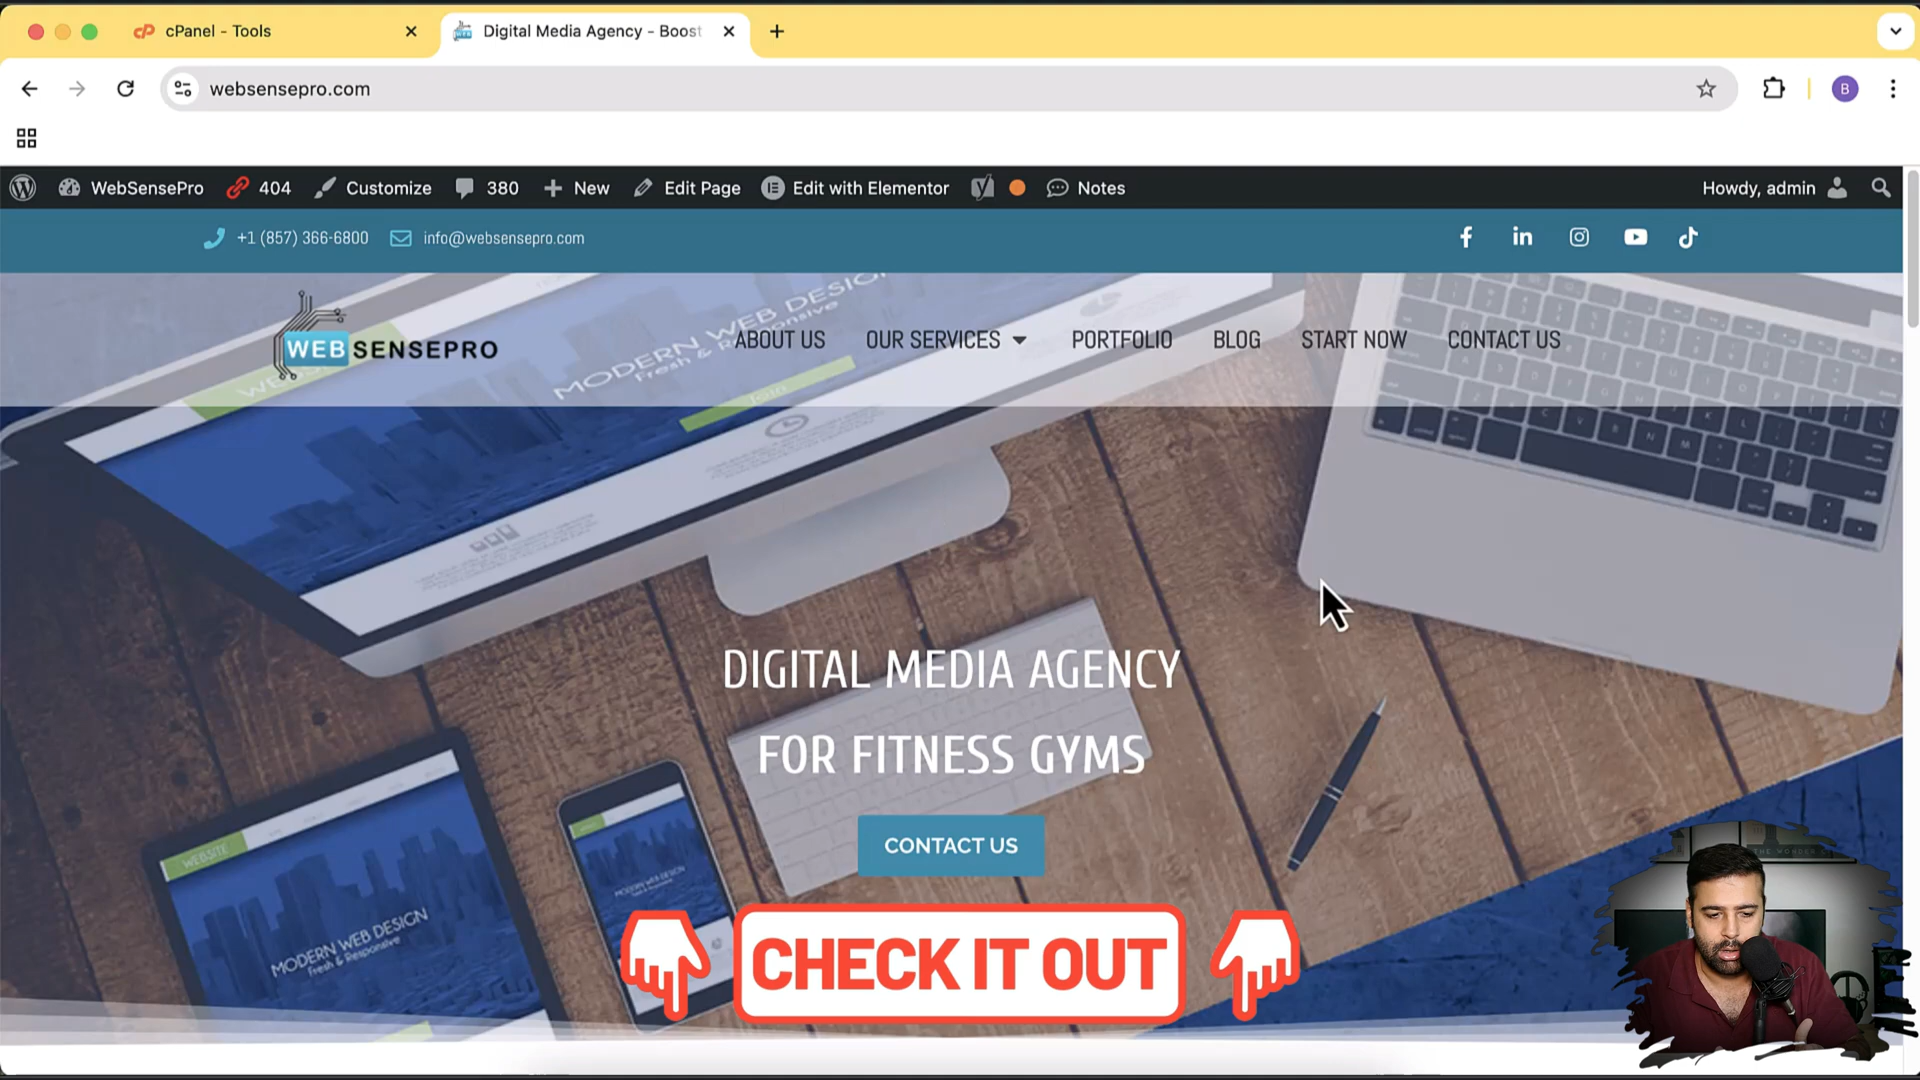 cPanel - Tools
Digital Media Agency - Boost
websensepro.com
B
WebSensePro 404 Customize 380 New Edit Page Edit with Elementor Notes Howdy, admin
+1 (857) 366-6800 info@websensepro.com
WEBSENSEPRO
ABOUT US OUR SERVICES PORTFOLIO BLOG START NOW CONTACT US
MODERN WEB DESIGN
Fresh & Responsive
DIGITAL MEDIA AGENCY
FOR FITNESS GYMS
CONTACT US
WEBSITE
MODERN WEB DESIGN
Fresh & Responsive
MODERN WEB DESIGN
CHECK IT OUT